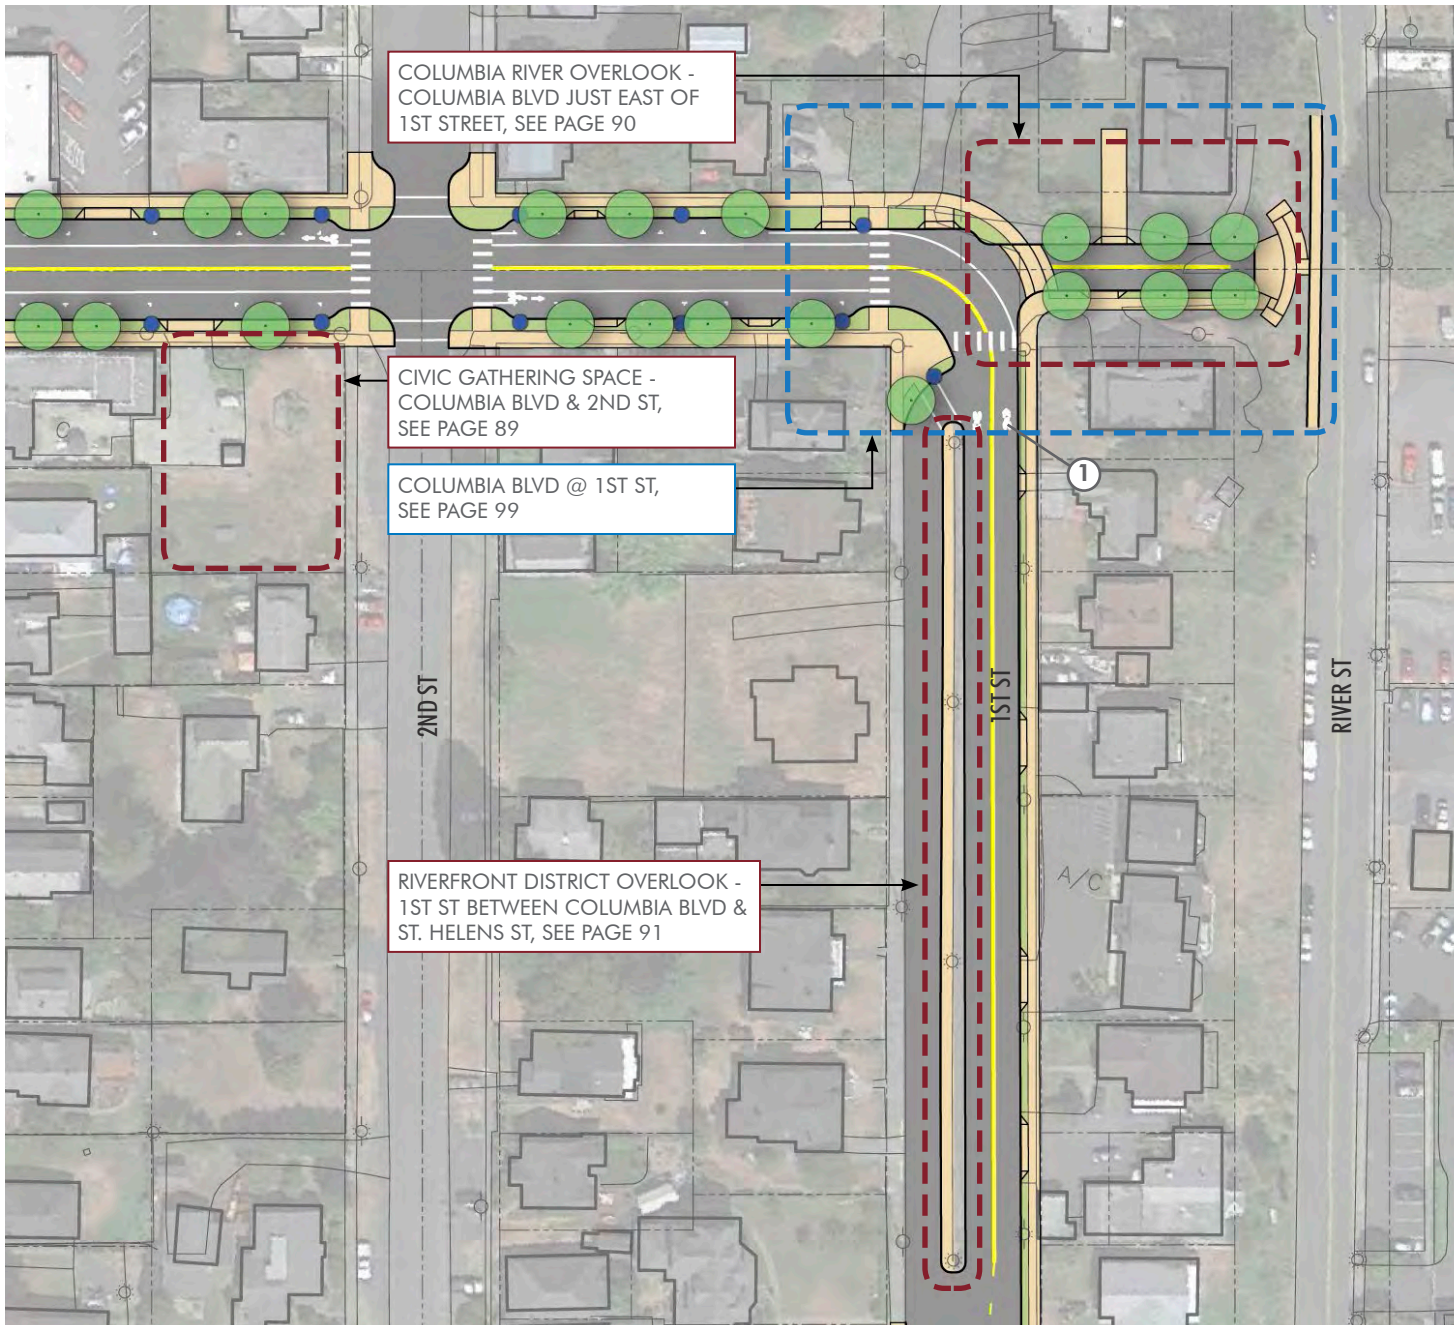 COLUMBIA RIVER OVERLOOK -
COLUMBIA BLVD JUST EAST OF
1ST STREET, SEE PAGE 90
CIVIC GATHERING SPACE -
COLUMBIA BLVD & 2ND ST,
SEE PAGE 89
COLUMBIA BLVD @ 1ST ST,
SEE PAGE 99
1
2ND ST
1ST ST
RIVER ST
RIVERFRONT DISTRICT OVERLOOK -
1ST ST BETWEEN COLUMBIA BLVD &
ST. HELENS ST, SEE PAGE 91
A/C